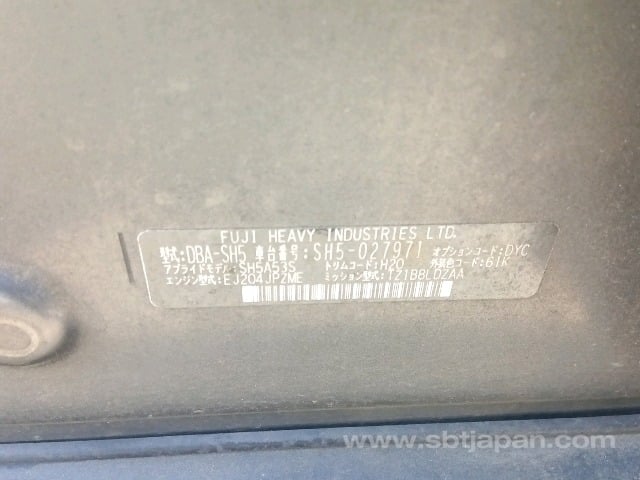 FUJI HEAVY INDUSTRIES LTD.
型式:DBA-SH5 車台番号:SH5-027971 オプションコード:DYC
アプライドモデル:SH5A53S トリムコード:H20 外装色コード:61K
エンジン型式:EJ204JPZME ミッション型式:TZ1B8LDZAA
www.sbtjapan.com